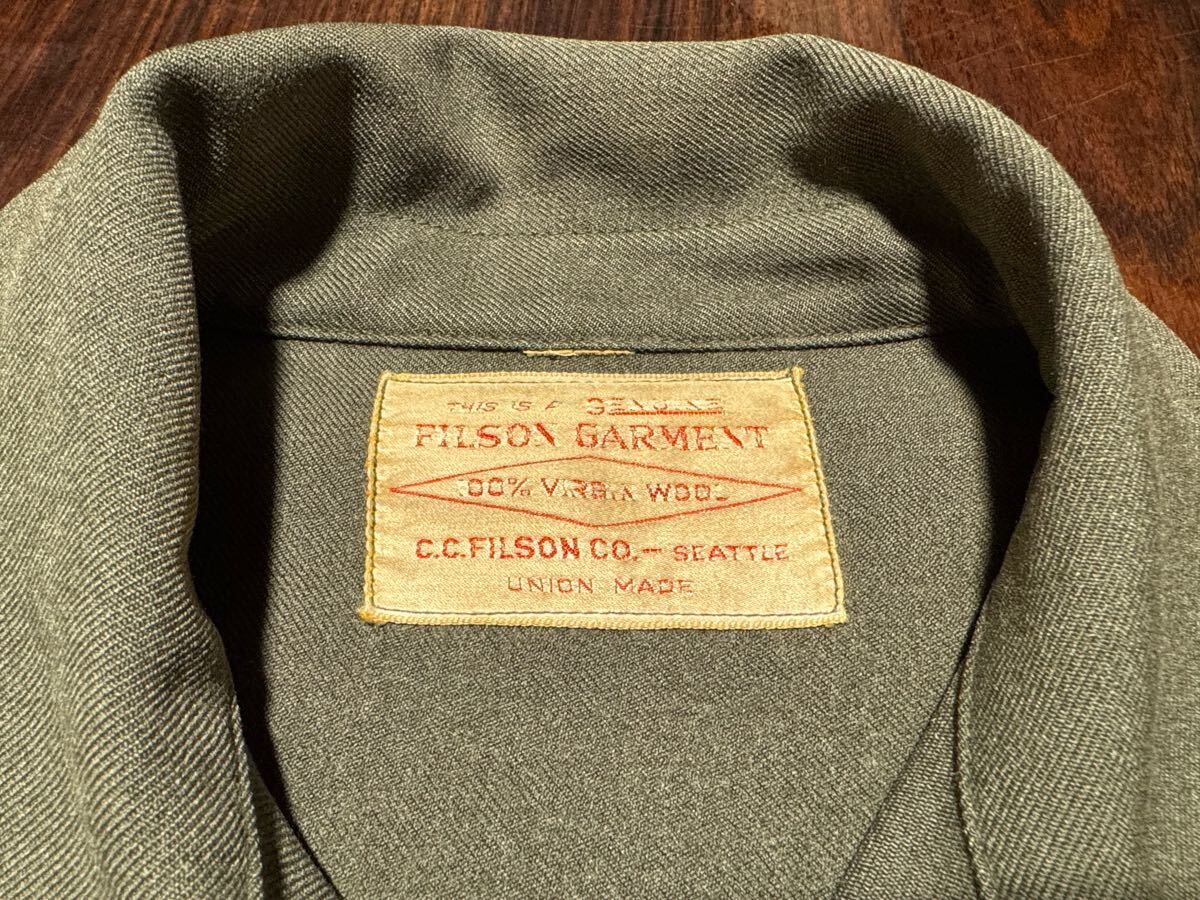 THIS IS A GENUINE
FILSON GARMENT
100% VIRGIN WOOL
C.C.FILSON CO.— SEATTLE
UNION MADE